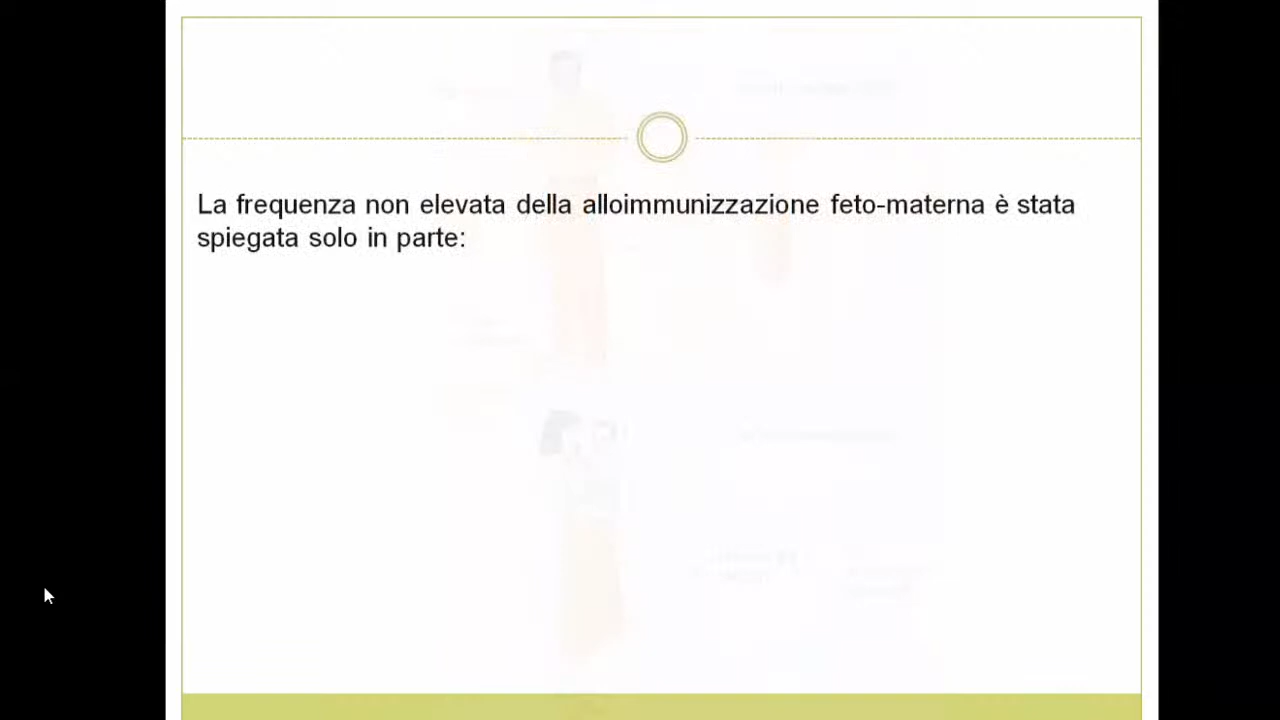 La frequenza non elevata della alloimmunizzazione feto-materna è stata
spiegata solo in parte: